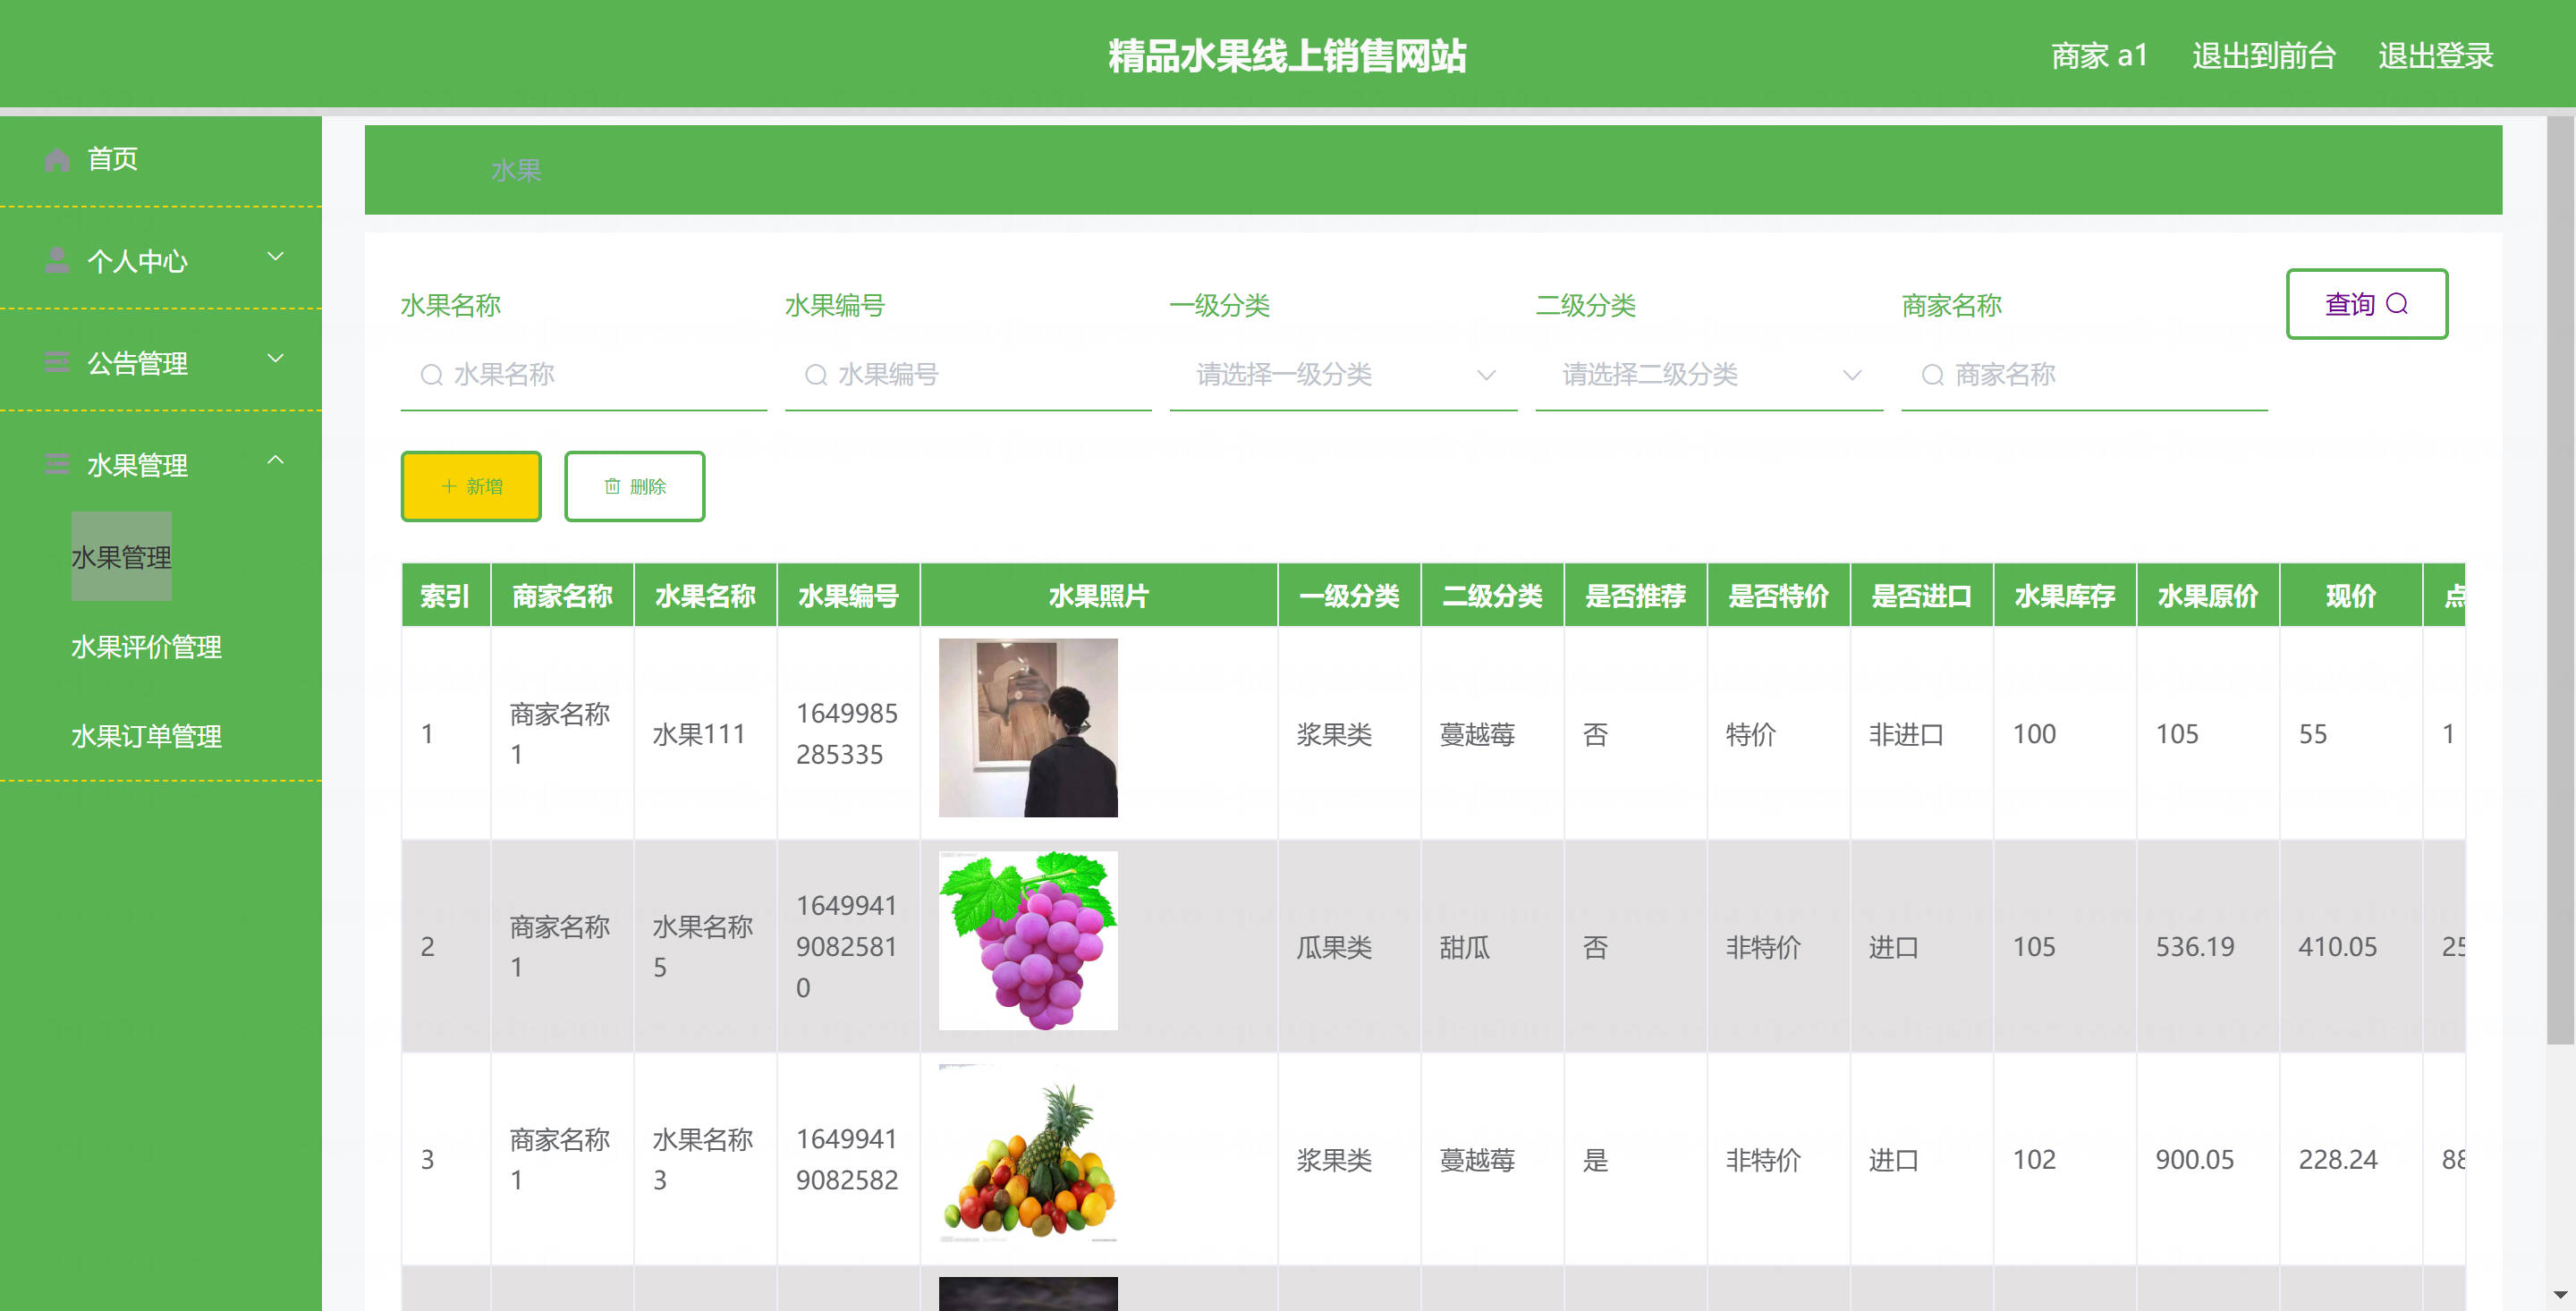 精品水果线上销售网站
商家 a1 退出到前台 退出登录
首页
个人中心
公告管理
水果管理
水果管理
水果评价管理
水果订单管理
水果
水果名称 水果编号 一级分类 二级分类 商家名称 查询
水果名称 水果编号 请选择一级分类 请选择二级分类 商家名称
新增 删除
索引 商家名称 水果名称 水果编号 水果照片 一级分类 二级分类 是否推荐 是否特价 是否进口 水果库存 水果原价 现价 点
1 商家名称1 水果111 1649985285335 浆果类 蔓越莓 否 特价 非进口 100 105 55 1
2 商家名称1 水果名称5 164994190825810 瓜果类 甜瓜 否 非特价 进口 105 536.19 410.05 25
3 商家名称1 水果名称3 16499419082582 浆果类 蔓越莓 是 非特价 进口 102 900.05 228.24 88